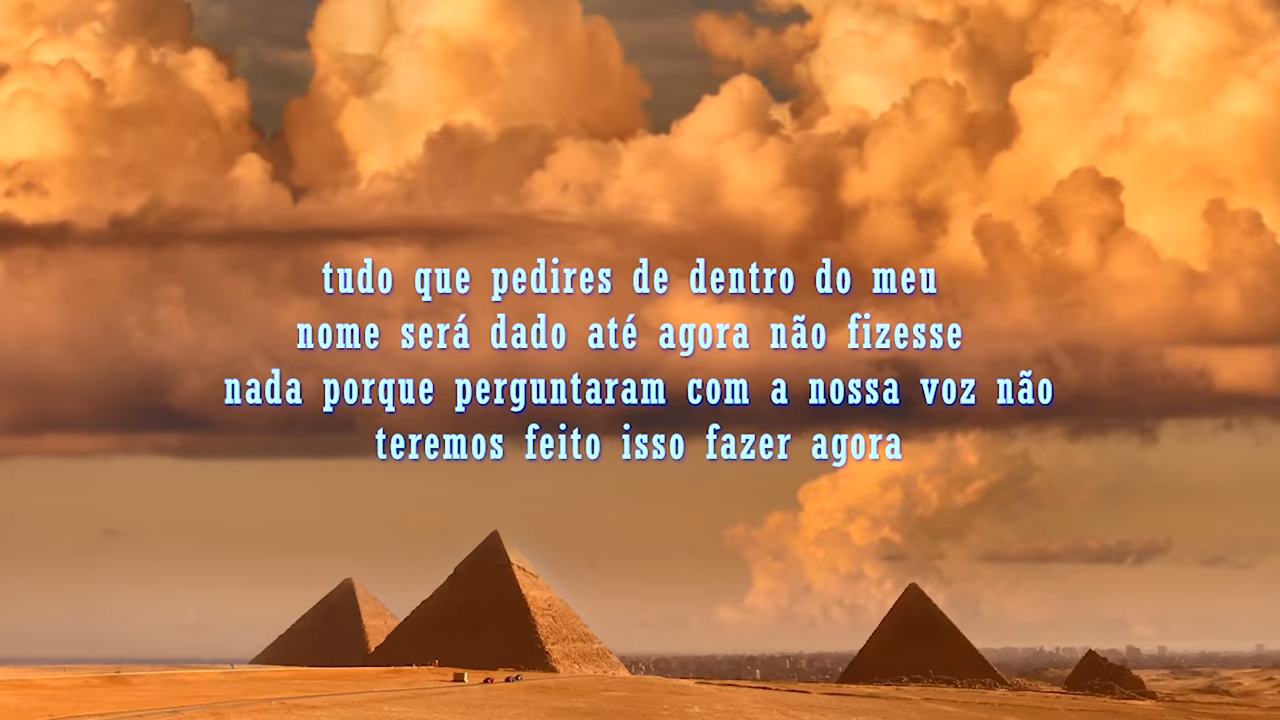 tudo que pedires de dentro do meu
nome será dado até agora não fizesse
nada porque perguntaram com a nossa voz não
teremos feito isso fazer agora